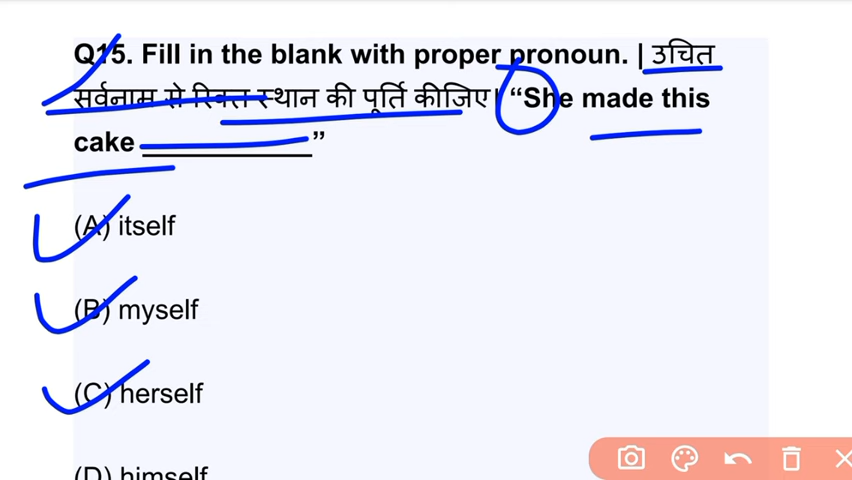 Q15. Fill in the blank with proper pronoun. | उचित
सर्वनाम से रिक्त स्थान की पूर्ति कीजिए। “She made this
cake ____________”
(A) itself
(B) myself
(C) herself
(D) himself